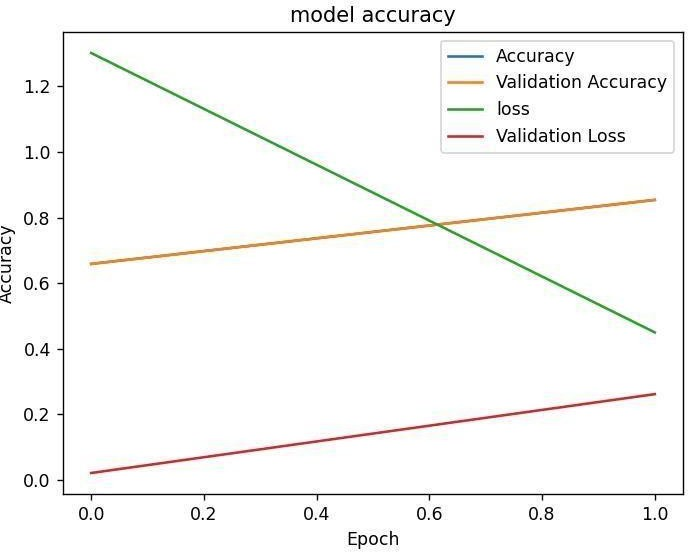 model accuracy
Accuracy
Validation Accuracy
loss
Validation Loss
1.2
1.0
0.8
0.6
0.4
0.2
0.0
Accuracy
0.0 0.2 0.4 0.6 0.8 1.0
Epoch